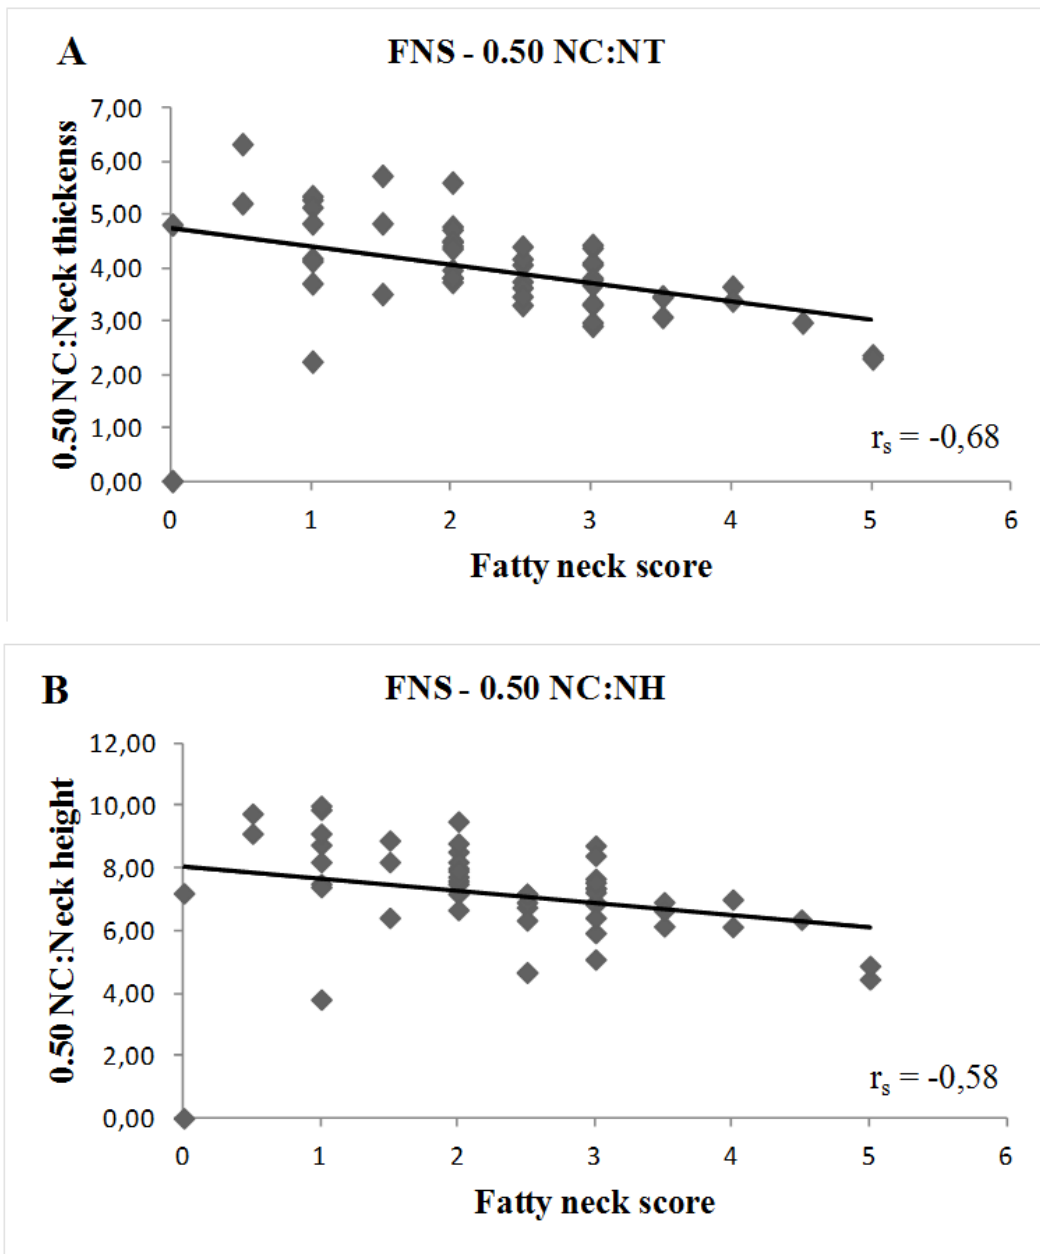 A
FNS - 0.50 NC:NT
0.50 NC:Neck thickenss
7,00
6,00
5,00
4,00
3,00
2,00
1,00
0,00
0 1 2 3 4 5 6
rs = -0,68
Fatty neck score
B
FNS - 0.50 NC:NH
0.50 NC:Neck height
12,00
10,00
8,00
6,00
4,00
2,00
0,00
0 1 2 3 4 5 6
rs = -0,58
Fatty neck score